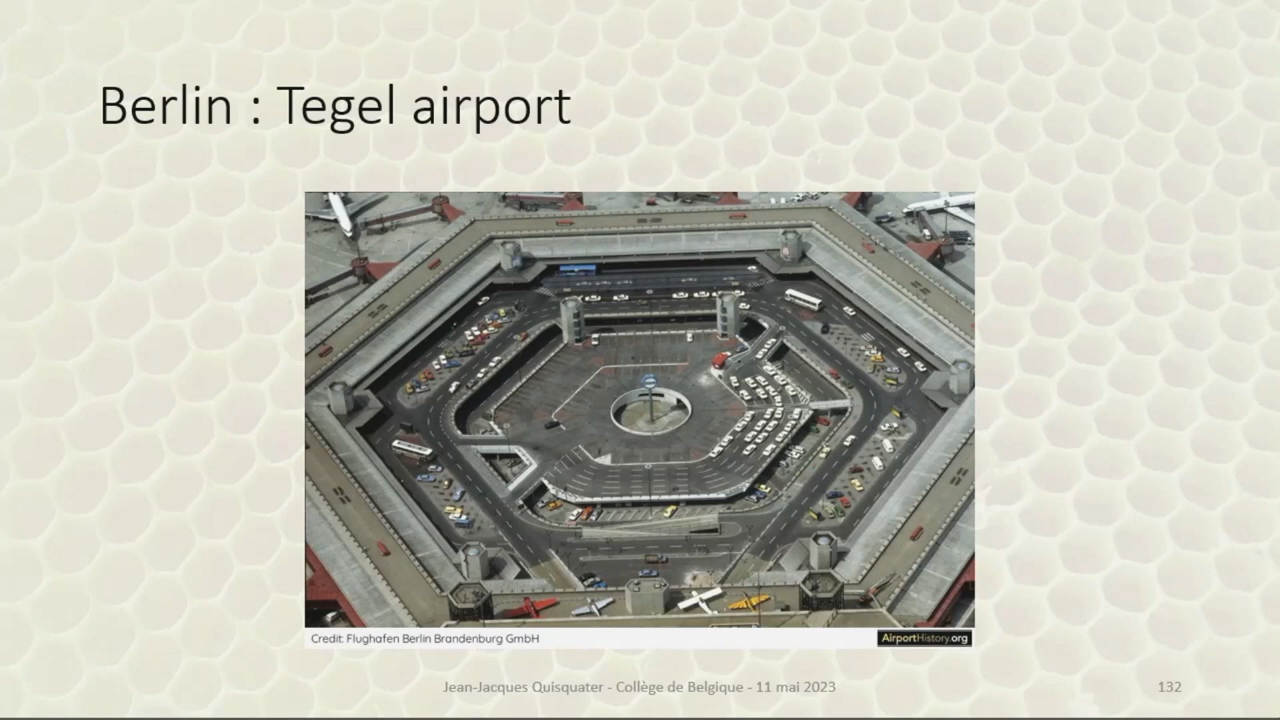 Berlin : Tegel airport
Credit: Flughafen Berlin Brandenburg GmbH
AirportHistory.org
Jean-Jacques Quisquater - Collège de Belgique - 11 mai 2023
132